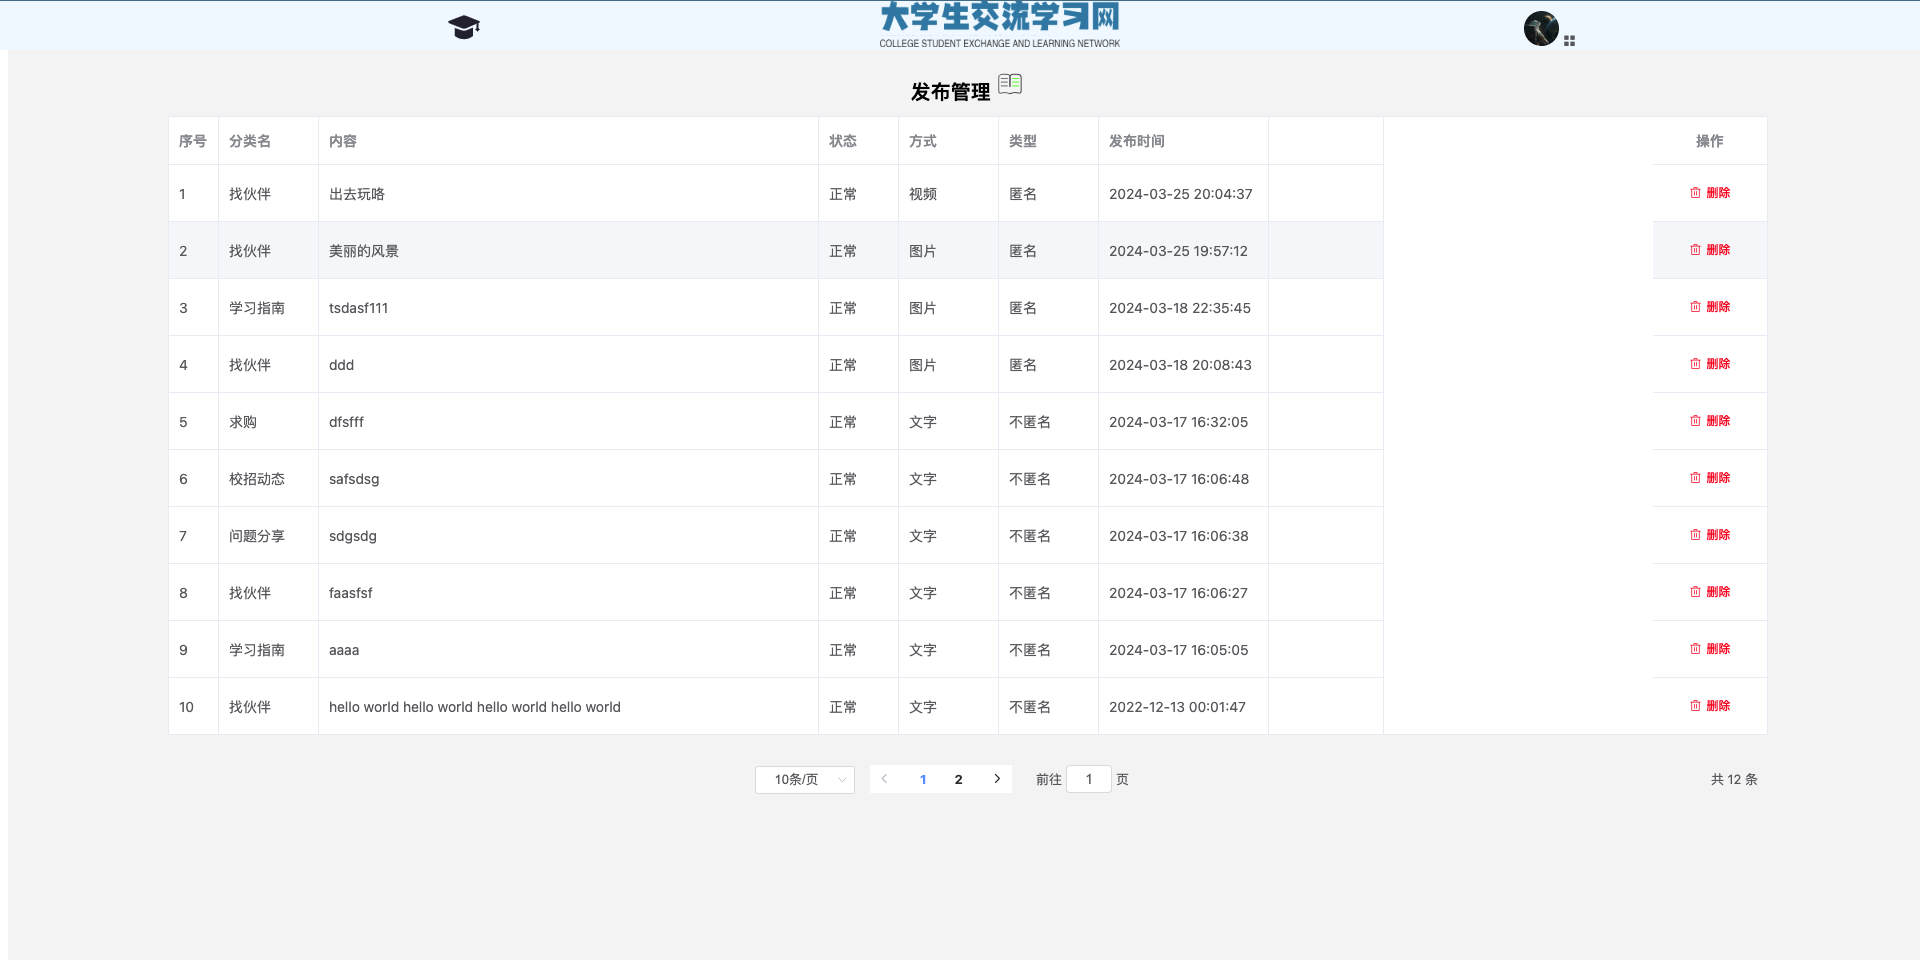 大学生交流学习网
COLLEGE STUDENT EXCHANGE AND LEARNING NETWORK
发布管理
序号 分类名 内容 状态 方式 类型 发布时间 操作
1 找伙伴 出去玩咯 正常 视频 匿名 2024-03-25 20:04:37 删除
2 找伙伴 美丽的风景 正常 图片 匿名 2024-03-25 19:57:12 删除
3 学习指南 tsdasf111 正常 图片 匿名 2024-03-18 22:35:45 删除
4 找伙伴 ddd 正常 图片 匿名 2024-03-18 20:08:43 删除
5 求购 dfsfff 正常 文字 不匿名 2024-03-17 16:32:05 删除
6 校招动态 safsdsg 正常 文字 不匿名 2024-03-17 16:06:48 删除
7 问题分享 sdgsdg 正常 文字 不匿名 2024-03-17 16:06:38 删除
8 找伙伴 faasfsf 正常 文字 不匿名 2024-03-17 16:06:27 删除
9 学习指南 aaaa 正常 文字 不匿名 2024-03-17 16:05:05 删除
10 找伙伴 hello world hello world hello world hello world 正常 文字 不匿名 2022-12-13 00:01:47 删除
10条/页 1 2 前往 1 页 共 12 条